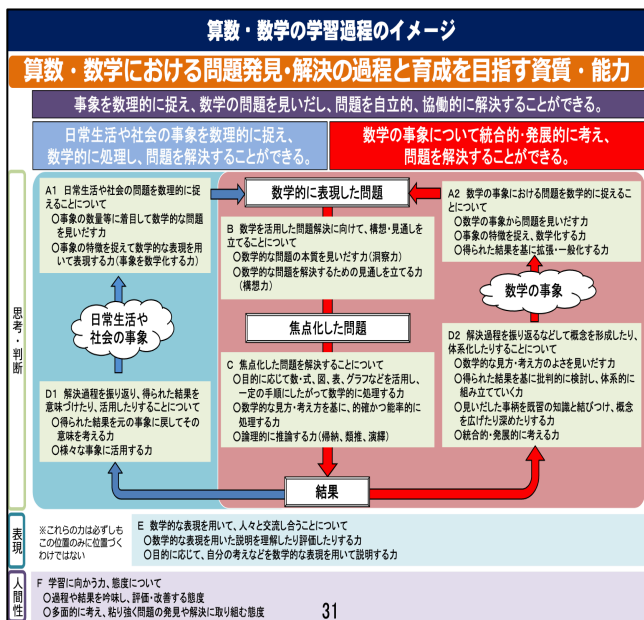 算数・数学の学習過程のイメージ
算数・数学における問題発見・解決の過程と育成を目指す資質・能力
事象を数理的に捉え、数学の問題を見いだし、問題を自立的、協働的に解決することができる。
日常生活や社会の事象を数理的に捉え、
数学的に処理し、問題を解決することができる。
数学の事象について統合的・発展的に考え、
問題を解決することができる。
思考・判断
A1 日常生活や社会の問題を数理的に捉
えることについて
○事象の数量等に着目して数学的な問題
を見いだす力
○事象の特徴を捉えて数学的な表現を用
いて表現する力(事象を数学化する力)
日常生活や
社会の事象
D1 解決過程を振り返り、得られた結果を
意味づけたり、活用したりすることについて
○得られた結果を元の事象に戻してその
意味を考える力
○様々な事象に活用する力
数学的に表現した問題
B 数学を活用した問題解決に向けて、構想・見通しを
立てることについて
○数学的な問題の本質を見いだす力(洞察力)
○数学的な問題を解決するための見通しを立てる力
(構想力)
焦点化した問題
C 焦点化した問題を解決することについて
○目的に応じて数・式、図、表、グラフなどを活用し、
一定の手順にしたがって数学的に処理する力
○数学的な見方・考え方を基に、的確かつ能率的に
処理する力
○論理的に推論する力(帰納、類推、演繹)
結果
A2 数学の事象における問題を数学的に捉えるこ
とについて
○数学の事象から問題を見いだす力
○事象の特徴を捉え、数学化する力
○得られた結果を基に拡張・一般化する力
数学の事象
D2 解決過程を振り返るなどして概念を形成したり、
体系化したりすることについて
○数学的な見方・考え方のよさを見いだす力
○得られた結果を基に批判的に検討し、体系的に
組み立てていく力
○見いだした事柄を既習の知識と結びつけ、概念
を広げたり深めたりする力
○統合的・発展的に考える力
表現
※これらの力は必ずしも
この位置のみに位置づく
わけではない
E 数学的な表現を用いて、人々と交流し合うことについて
○数学的な表現を用いた説明を理解したり評価したりする力
○目的に応じて、自分の考えなどを数学的な表現を用いて説明する力
人間性
F 学習に向かう力、態度について
○過程や結果を吟味し、評価・改善する態度
○多面的に考え、粘り強く問題の発見や解決に取り組む態度
31